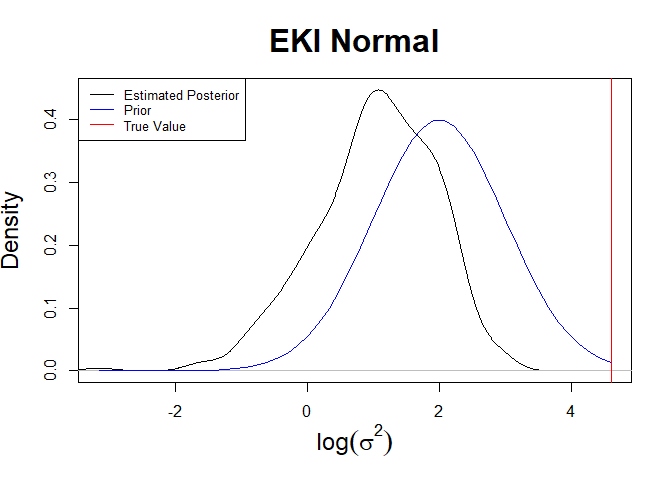 EKI Normal
Estimated Posterior
Prior
True Value
Density
0.0 0.1 0.2 0.3 0.4
-2 0 2 4
log(σ²)